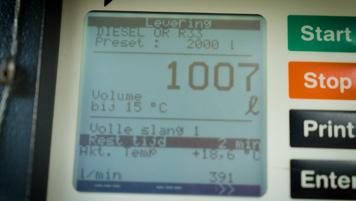 Levering
DIESEL OR R33
Preset : 2000 l
1007
Volume
bij 15 °C ℓ
Volle slang 1
Rest tijd 2 min
Akt. Temp +18,6 °C
l/min 391
>>
Start
Stop
Print
Enter